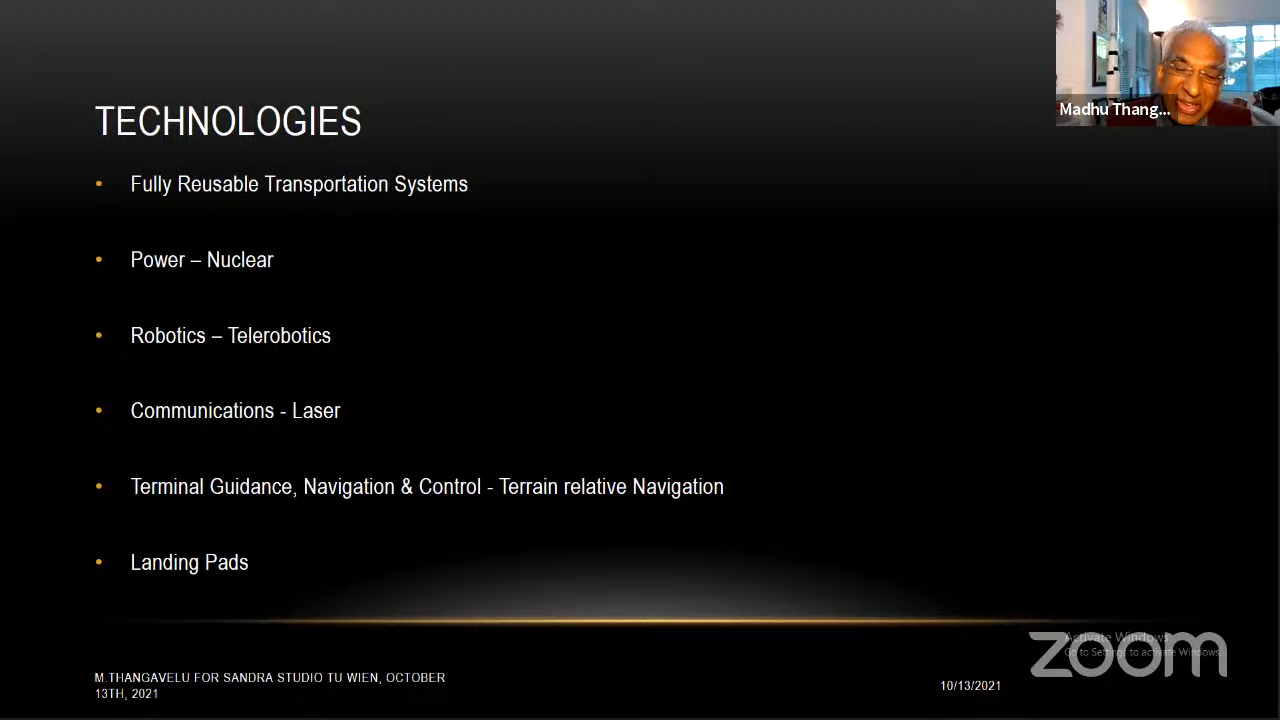 Madhu Thang...
TECHNOLOGIES
• Fully Reusable Transportation Systems
• Power – Nuclear
• Robotics – Telerobotics
• Communications - Laser
• Terminal Guidance, Navigation & Control - Terrain relative Navigation
• Landing Pads
M.THANGAVELU FOR SANDRA STUDIO TU WIEN, OCTOBER
13TH, 2021
10/13/2021
Activate Windows
Go to Settings to activate Windows.
zoom